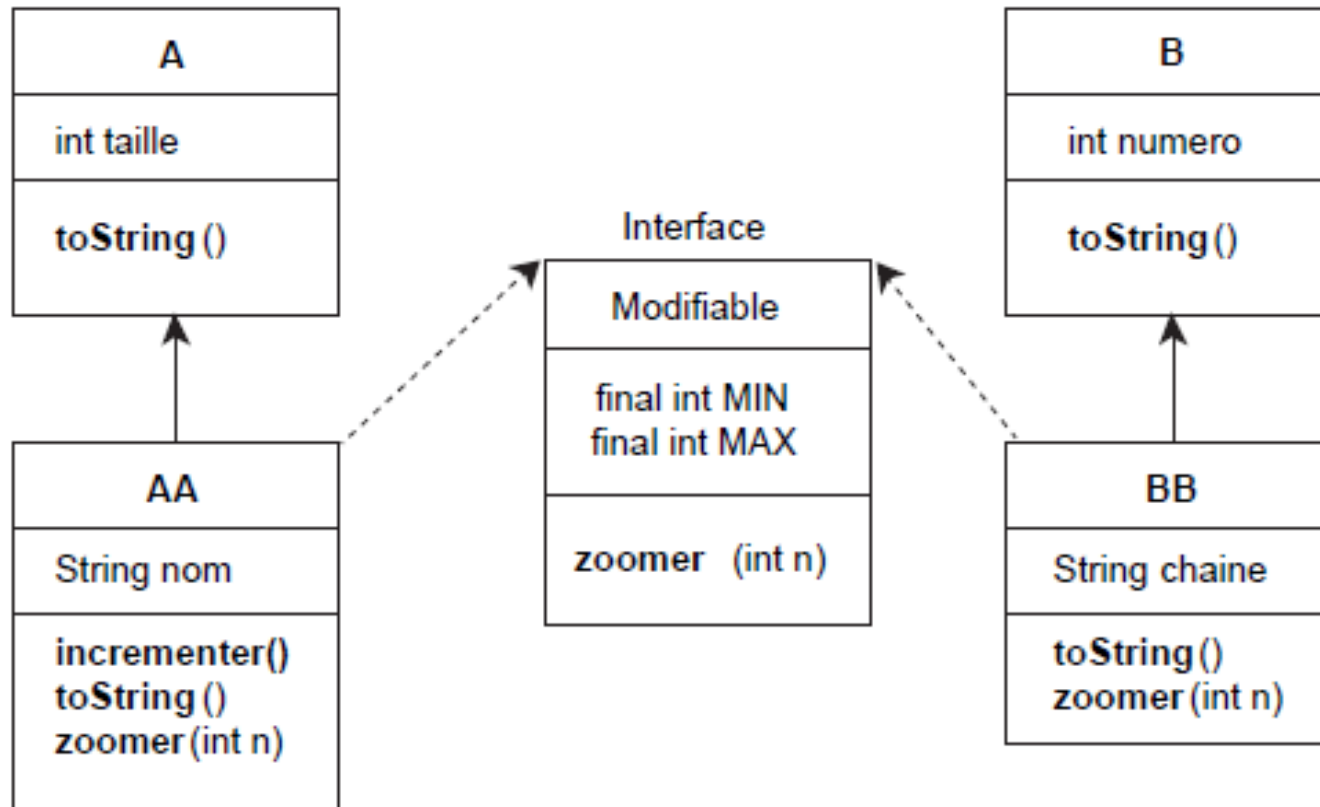 A
int taille
toString ()
AA
String nom
incrementer()
toString ()
zoomer (int n)
Interface
Modifiable
final int MIN
final int MAX
zoomer (int n)
B
int numero
toString ()
BB
String chaine
toString ()
zoomer (int n)